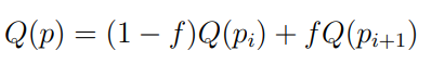 Q(p) = (1 − f)Q(p_i) + fQ(p_{i+1})